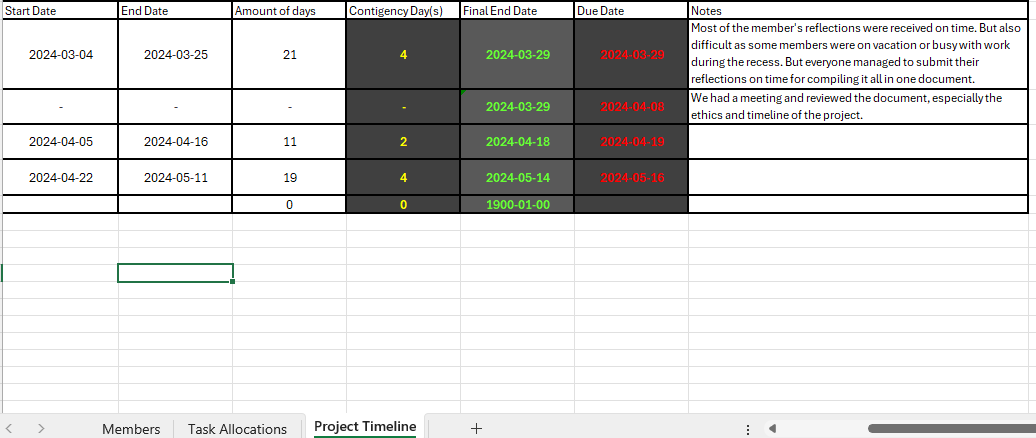 Start Date End Date Amount of days Contigency Day(s) Final End Date Due Date Notes
2024-03-04 2024-03-25 21 4 2024-03-29 2024-03-29
Most of the member's reflections were received on time. But also
difficult as some members were on vacation or busy with work
during the recess. But everyone managed to submit their
reflections on time for compiling it all in one document.
- - - - 2024-03-29 2024-04-08
We had a meeting and reviewed the document, especially the
ethics and timeline of the project.
2024-04-05 2024-04-16 11 2 2024-04-18 2024-04-19
2024-04-22 2024-05-11 19 4 2024-05-14 2024-05-16
0 0 1900-01-00
Members Task Allocations Project Timeline